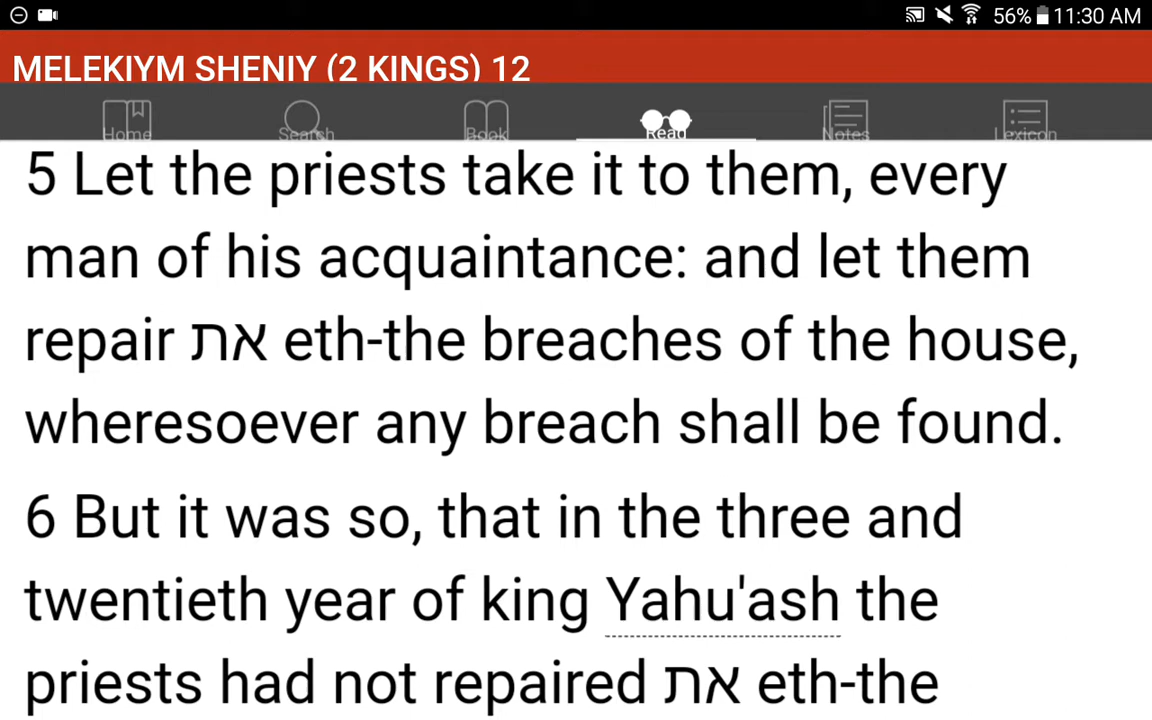 56% 11:30 AM
MELEKIYM SHENIY (2 KINGS) 12
Home Search Book Read Notes Lexicon
5 Let the priests take it to them, every
man of his acquaintance: and let them
repair את eth-the breaches of the house,
wheresoever any breach shall be found.
6 But it was so, that in the three and
twentieth year of king Yahu'ash the
priests had not repaired את eth-the